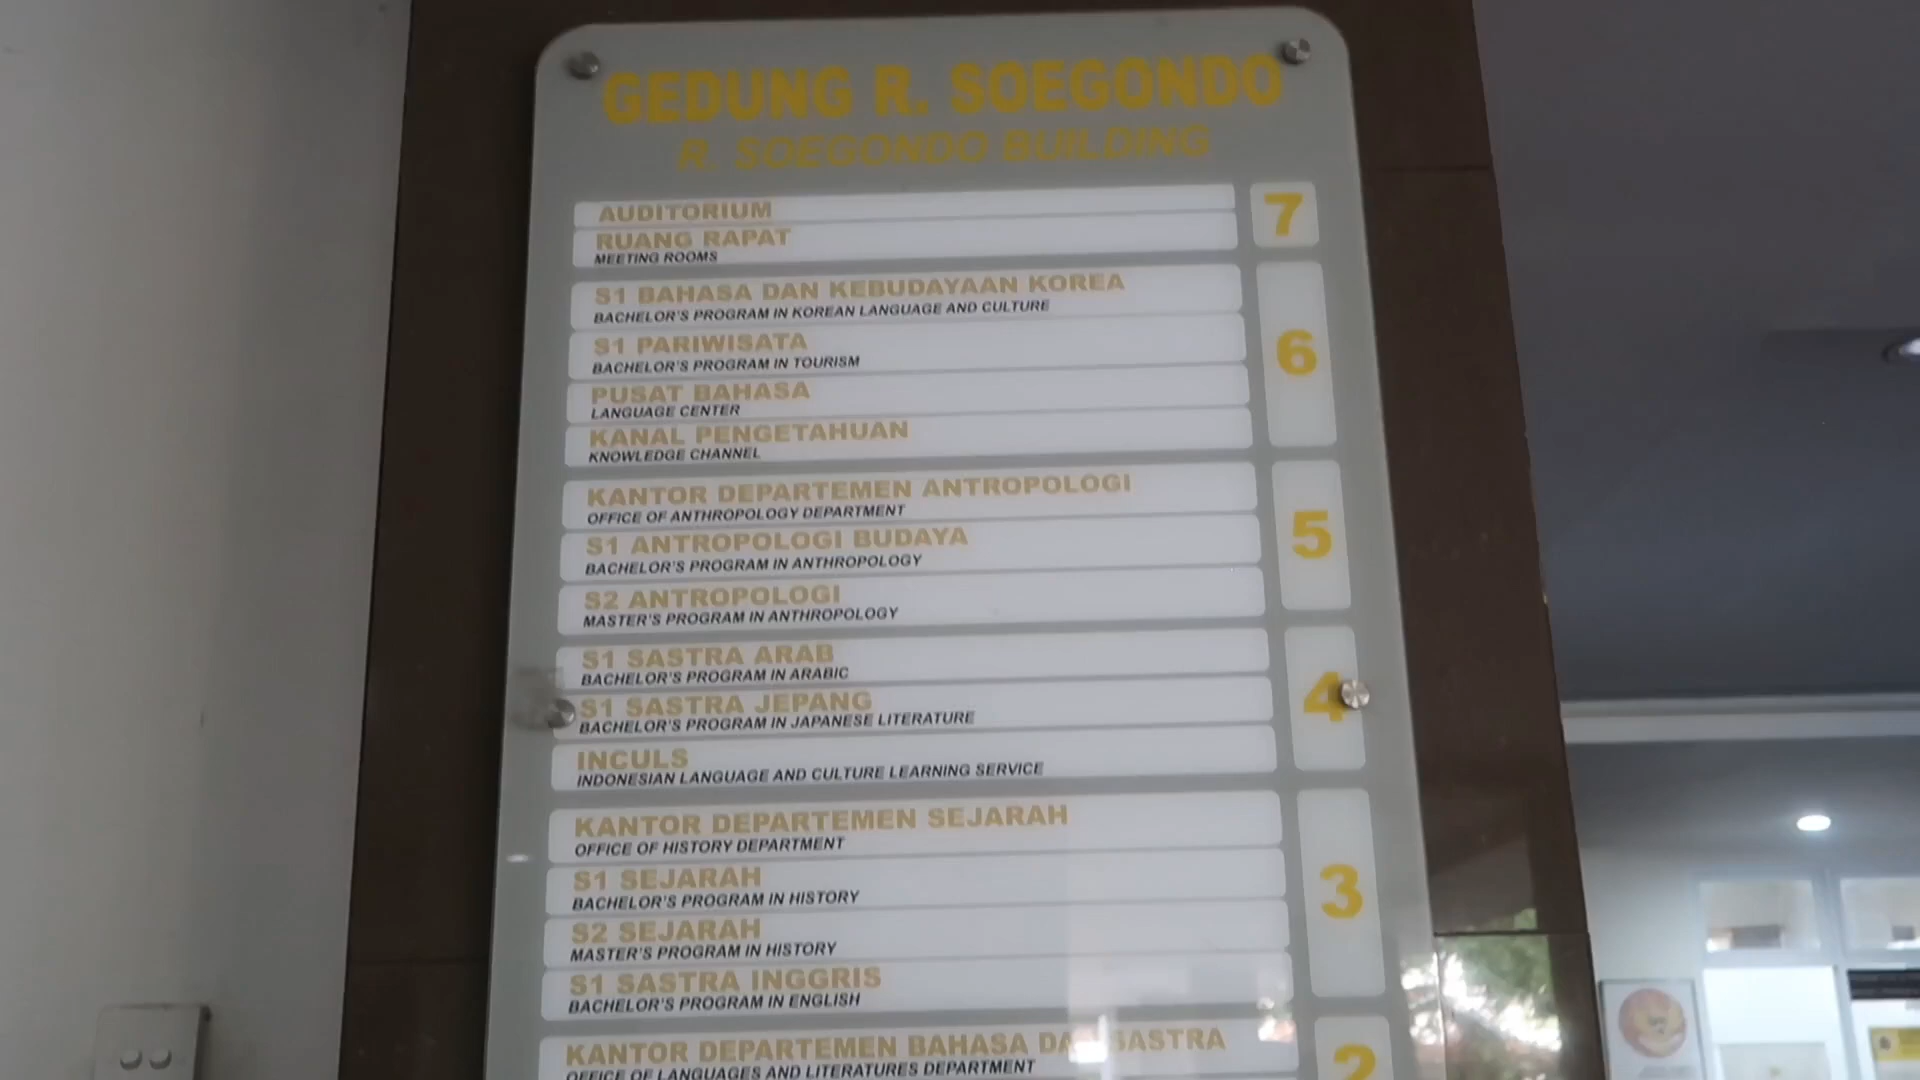 GEDUNG R. SOEGONDO
R. SOEGONDO BUILDING
AUDITORIUM
RUANG RAPAT
MEETING ROOMS
7
S1 BAHASA DAN KEBUDAYAAN KOREA
BACHELOR'S PROGRAM IN KOREAN LANGUAGE AND CULTURE
S1 PARIWISATA
BACHELOR'S PROGRAM IN TOURISM
PUSAT BAHASA
LANGUAGE CENTER
KANAL PENGETAHUAN
KNOWLEDGE CHANNEL
6
KANTOR DEPARTEMEN ANTROPOLOGI
OFFICE OF ANTHROPOLOGY DEPARTMENT
S1 ANTROPOLOGI BUDAYA
BACHELOR'S PROGRAM IN ANTHROPOLOGY
S2 ANTROPOLOGI
MASTER'S PROGRAM IN ANTHROPOLOGY
5
S1 SASTRA ARAB
BACHELOR'S PROGRAM IN ARABIC
S1 SASTRA JEPANG
BACHELOR'S PROGRAM IN JAPANESE LITERATURE
INCULS
INDONESIAN LANGUAGE AND CULTURE LEARNING SERVICE
4
KANTOR DEPARTEMEN SEJARAH
OFFICE OF HISTORY DEPARTMENT
S1 SEJARAH
BACHELOR'S PROGRAM IN HISTORY
S2 SEJARAH
MASTER'S PROGRAM IN HISTORY
S1 SASTRA INGGRIS
BACHELOR'S PROGRAM IN ENGLISH
3
KANTOR DEPARTEMEN BAHASA DAN SASTRA
OFFICE OF LANGUAGES AND LITERATURES DEPARTMENT
2